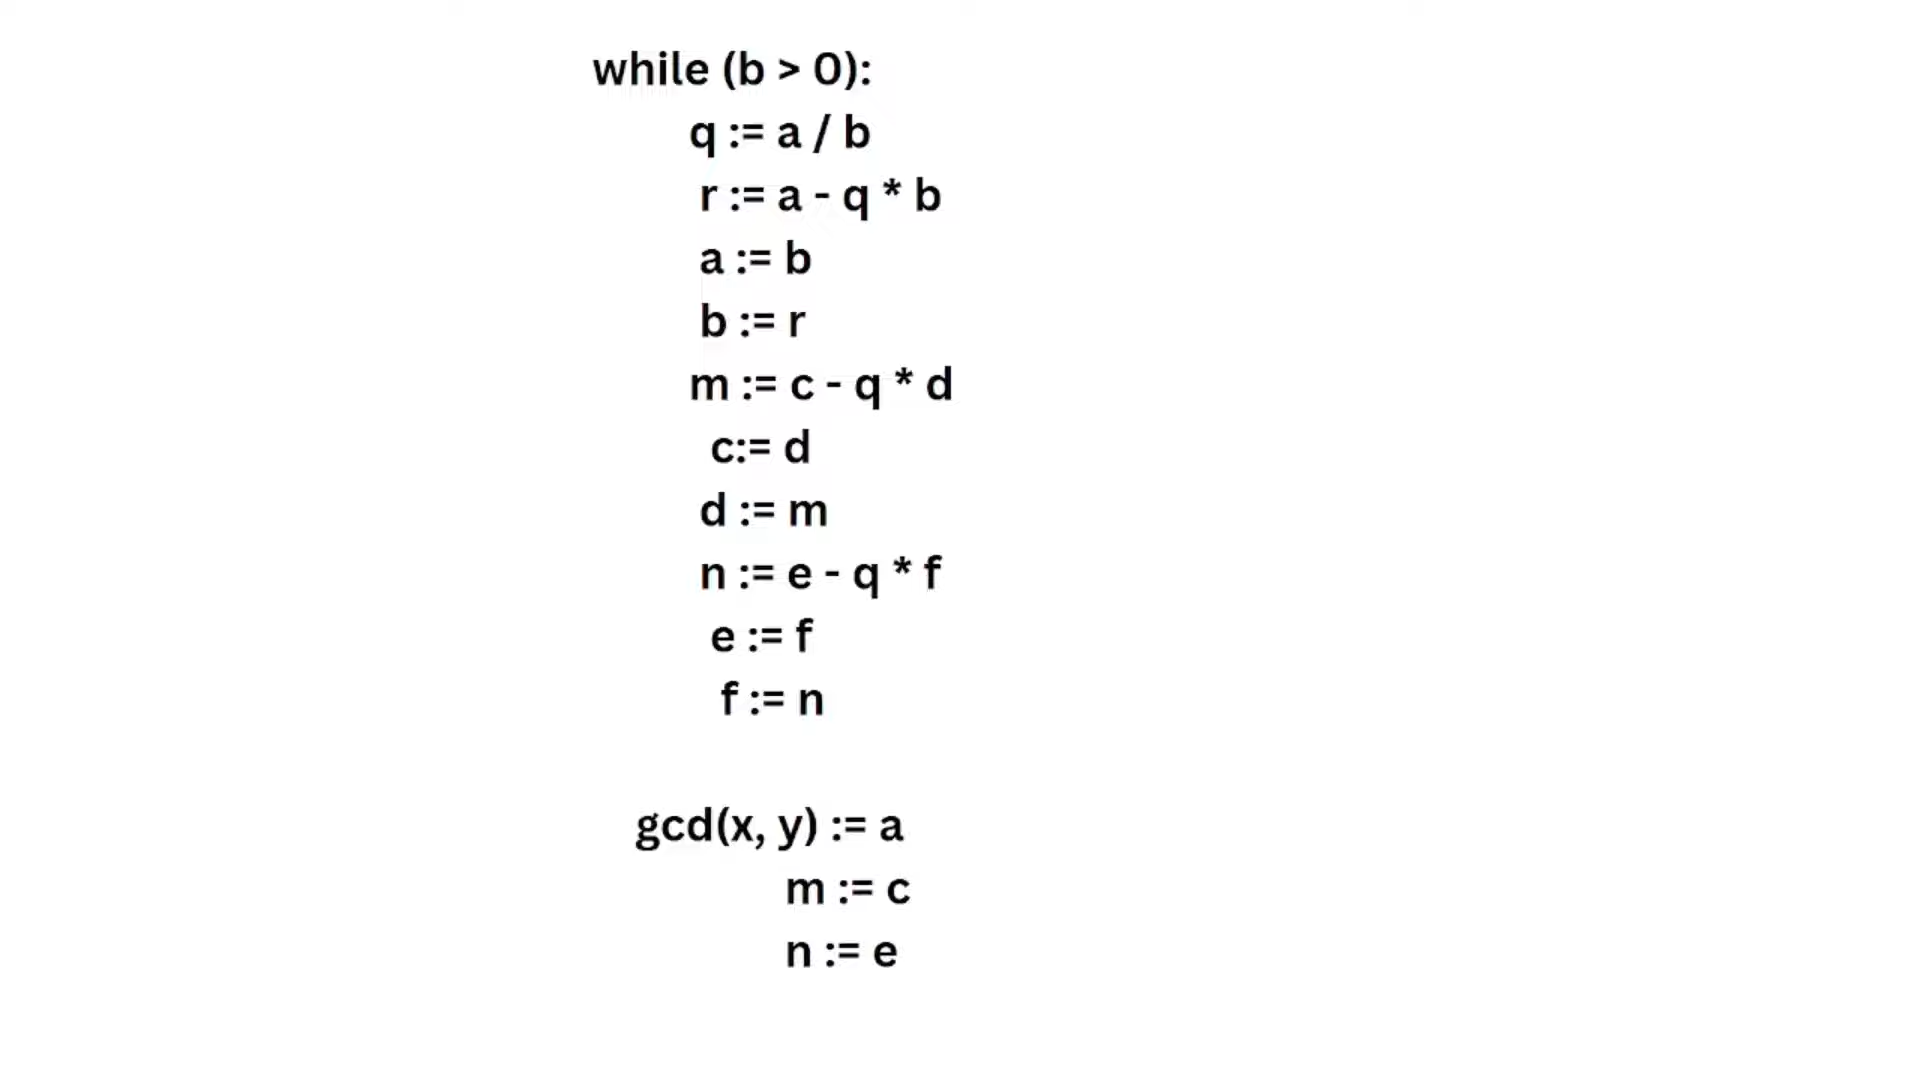 while (b > 0):
q := a / b
r := a - q * b
a := b
b := r
m := c - q * d
c:= d
d := m
n := e - q * f
e := f
f := n
gcd(x, y) := a
m := c
n := e